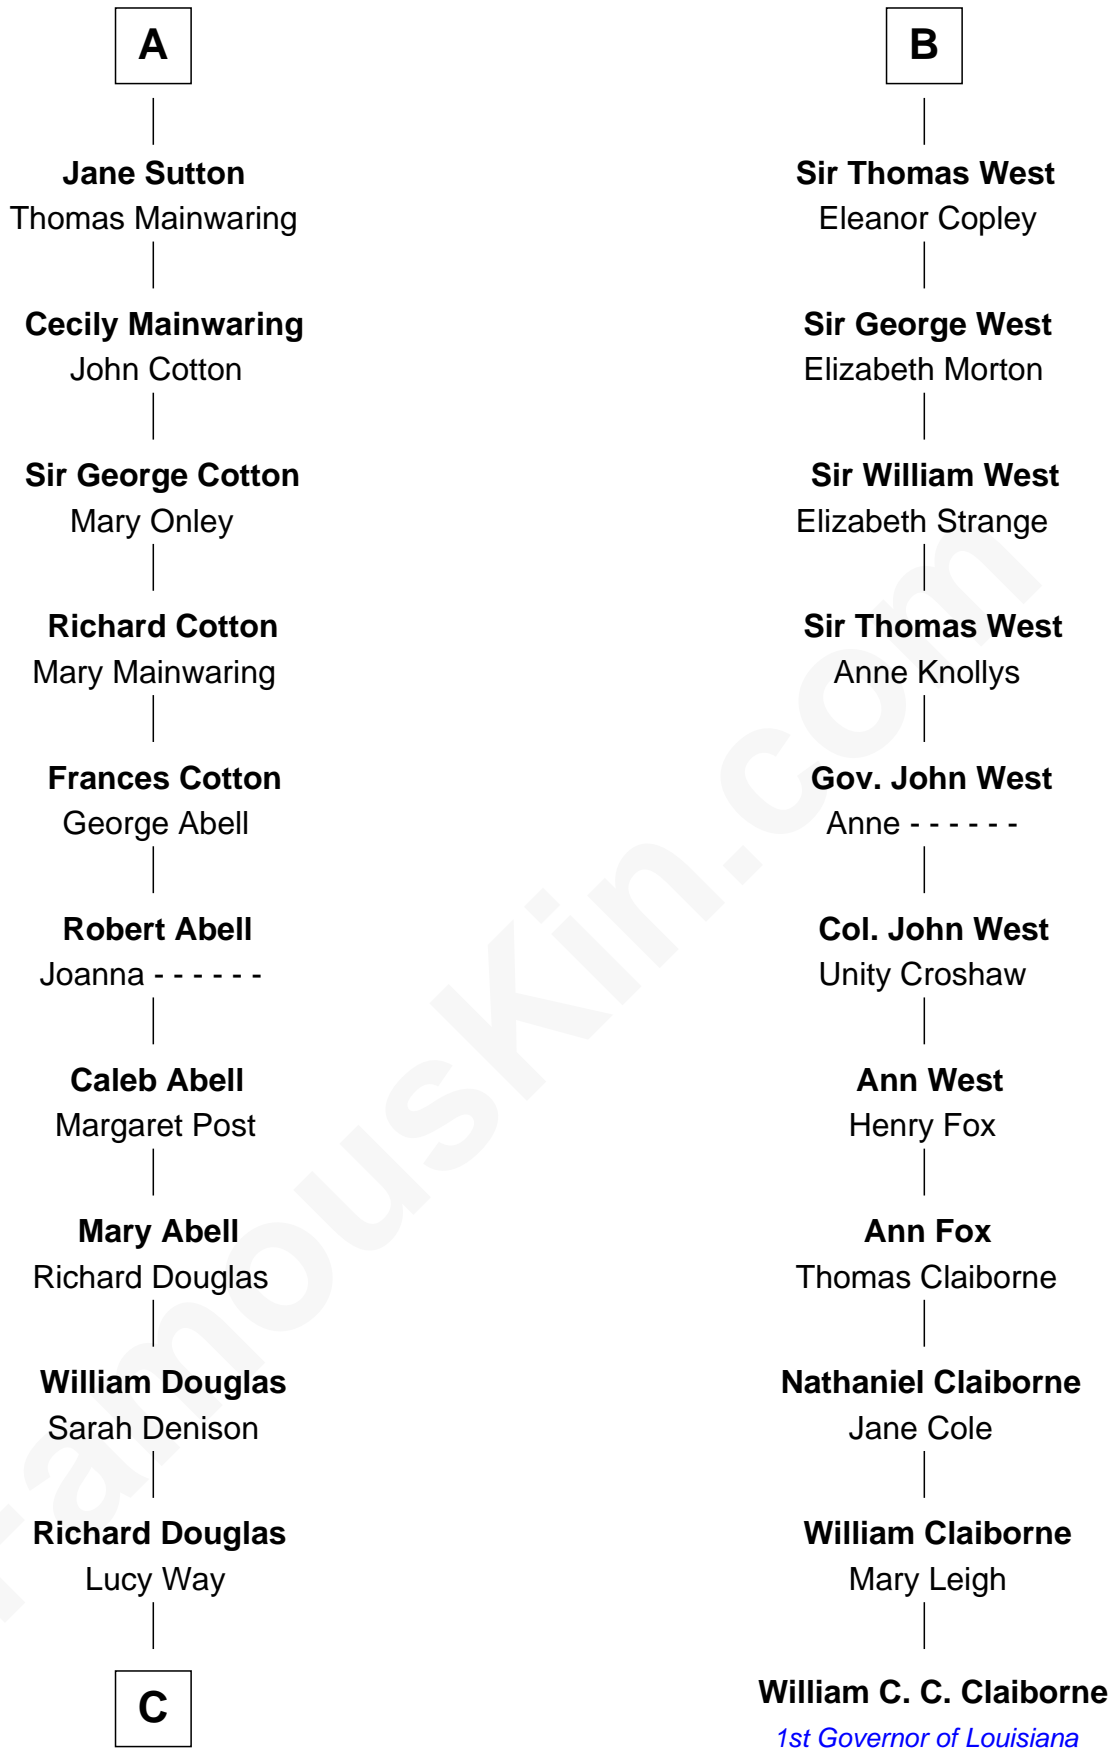 A
Jane Sutton
Thomas Mainwaring
Cecily Mainwaring
John Cotton
Sir George Cotton
Mary Onley
Richard Cotton
Mary Mainwaring
Frances Cotton
George Abell
Robert Abell
Joanna - - - - - -
Caleb Abell
Margaret Post
Mary Abell
Richard Douglas
William Douglas
Sarah Denison
Richard Douglas
Lucy Way
C
B
Sir Thomas West
Eleanor Copley
Sir George West
Elizabeth Morton
Sir William West
Elizabeth Strange
Sir Thomas West
Anne Knollys
Gov. John West
Anne - - - - - -
Col. John West
Unity Croshaw
Ann West
Henry Fox
Ann Fox
Thomas Claiborne
Nathaniel Claiborne
Jane Cole
William Claiborne
Mary Leigh
William C. C. Claiborne
1st Governor of Louisiana
FamousKin.com